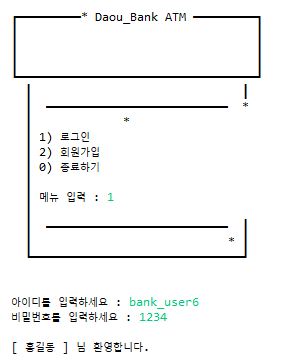 * Daou_Bank ATM
*
*
1) 로그인
2) 회원가입
0) 종료하기
메뉴 입력 : 1
*
아이디를 입력하세요 : bank_user6
비밀번호를 입력하세요 : 1234
[ 홍길동 ] 님 환영합니다.